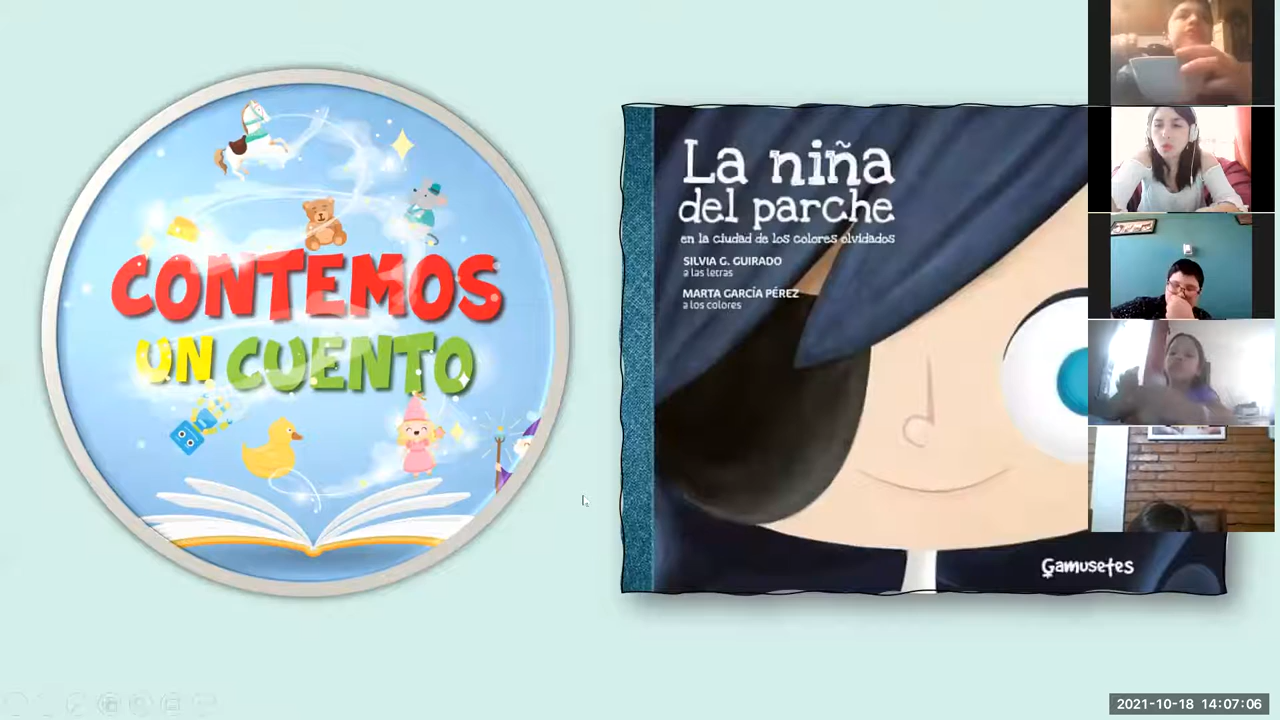 CONTEMOS
UN CUENTO
La niña
del parche
en la ciudad de los colores olvidados
SILVIA G. GUIRADO
a las letras
MARTA GARCÍA PÉREZ
a los colores
Gamusetes
2021-10-18 14:07:06